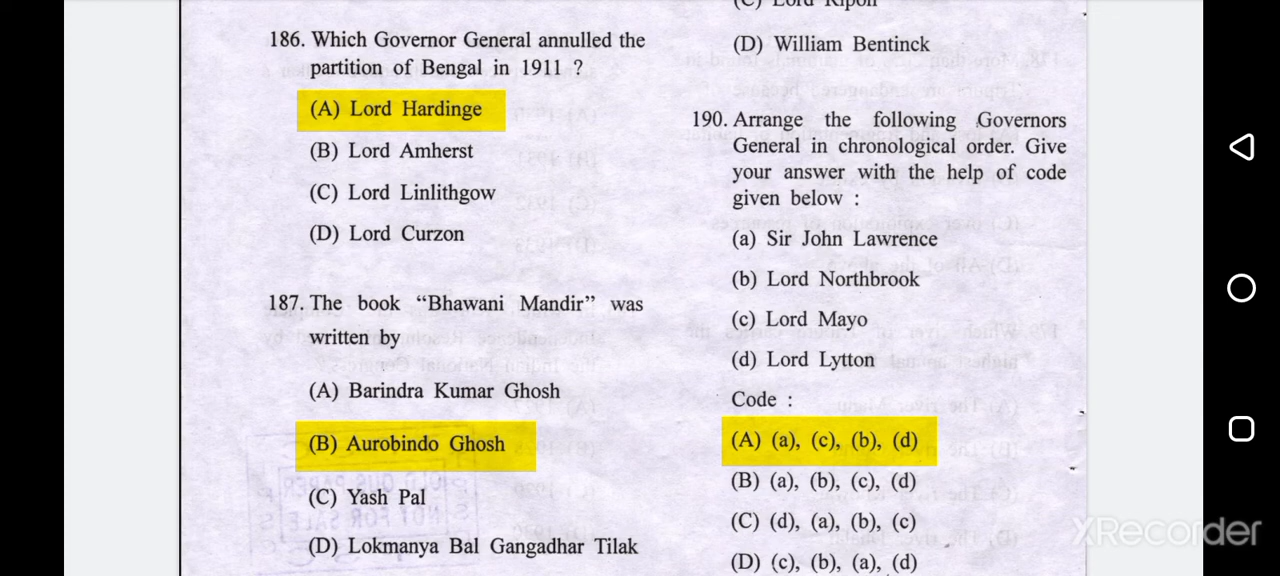 186. Which Governor General annulled the
partition of Bengal in 1911 ?
(A) Lord Hardinge
(B) Lord Amherst
(C) Lord Linlithgow
(D) Lord Curzon
187. The book “Bhawani Mandir” was
written by
(A) Barindra Kumar Ghosh
(B) Aurobindo Ghosh
(C) Yash Pal
(D) Lokmanya Bal Gangadhar Tilak
(C) Lord Ripon
(D) William Bentinck
190. Arrange the following Governors
General in chronological order. Give
your answer with the help of code
given below :
(a) Sir John Lawrence
(b) Lord Northbrook
(c) Lord Mayo
(d) Lord Lytton
Code :
(A) (a), (c), (b), (d)
(B) (a), (b), (c), (d)
(C) (d), (a), (b), (c)
(D) (c), (b), (a), (d)
XRecorder